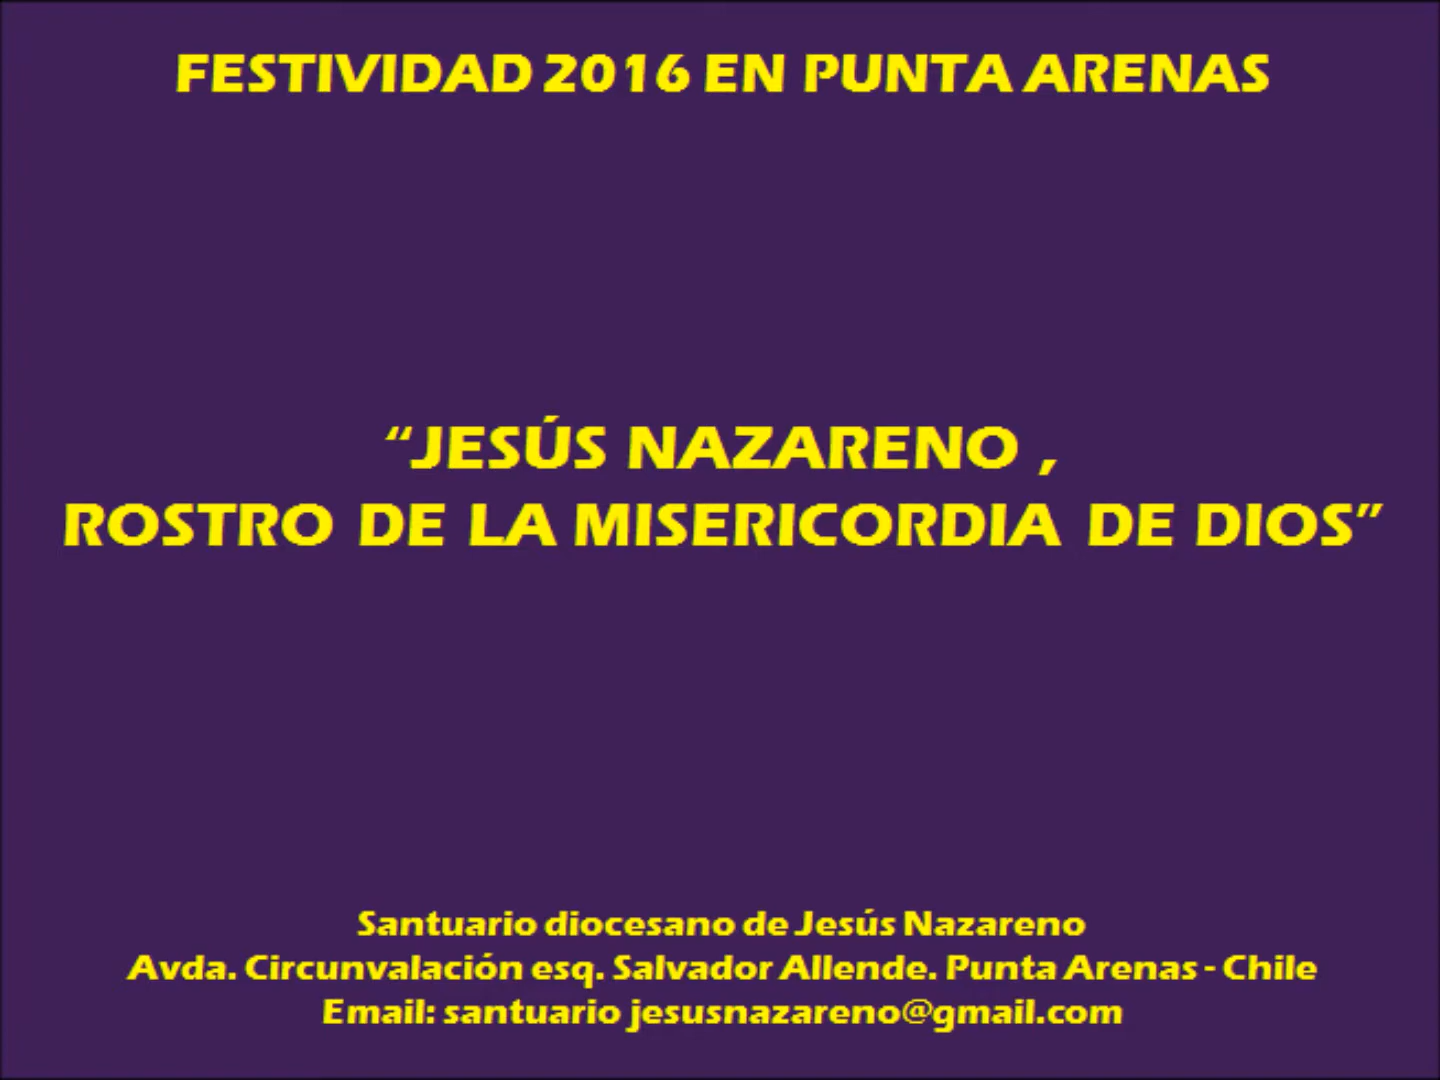 FESTIVIDAD 2016 EN PUNTA ARENAS
“JESÚS NAZARENO ,
ROSTRO DE LA MISERICORDIA DE DIOS”
Santuario diocesano de Jesús Nazareno
Avda. Circunvalación esq. Salvador Allende. Punta Arenas - Chile
Email: santuario jesusnazareno@gmail.com